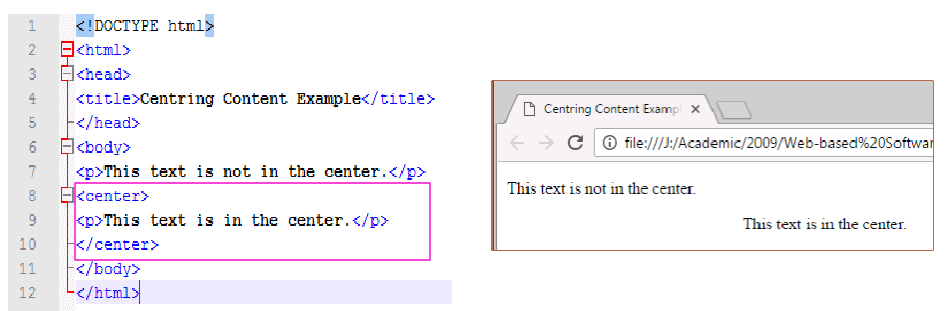 1 <!DOCTYPE html>
2 <html>
3 <head>
4 <title>Centring Content Example</title>
5 </head>
6 <body>
7 <p>This text is not in the center.</p>
8 <center>
9 <p>This text is in the center.</p>
10 </center>
11 </body>
12 </html>
Centring Content Exampl
file:///J:/Academic/2009/Web-based%20Softwar
This text is not in the center.
This text is in the center.